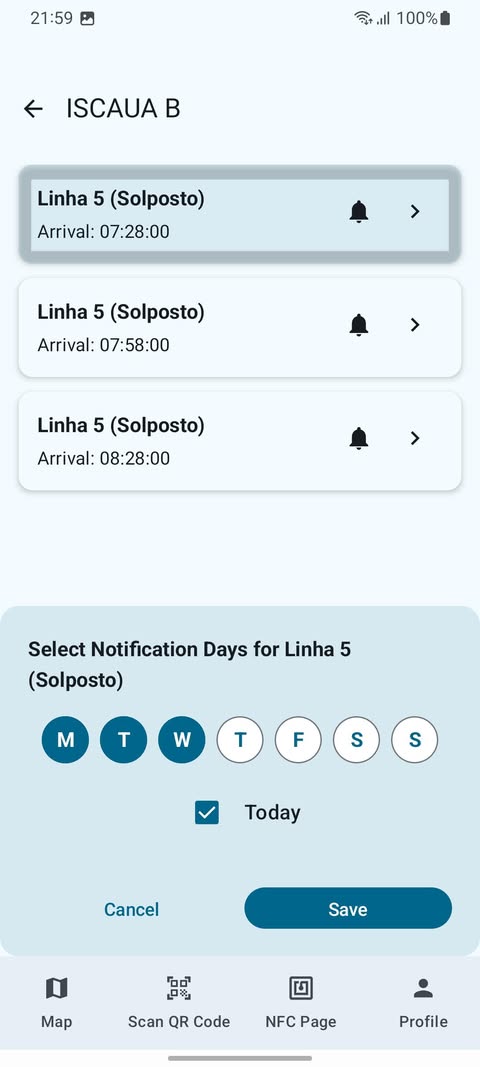 21:59 100%
ISCAUA B
Linha 5 (Solposto)
Arrival: 07:28:00
Linha 5 (Solposto)
Arrival: 07:58:00
Linha 5 (Solposto)
Arrival: 08:28:00
Select Notification Days for Linha 5
(Solposto)
M T W T F S S
Today
Cancel Save
Map Scan QR Code NFC Page Profile